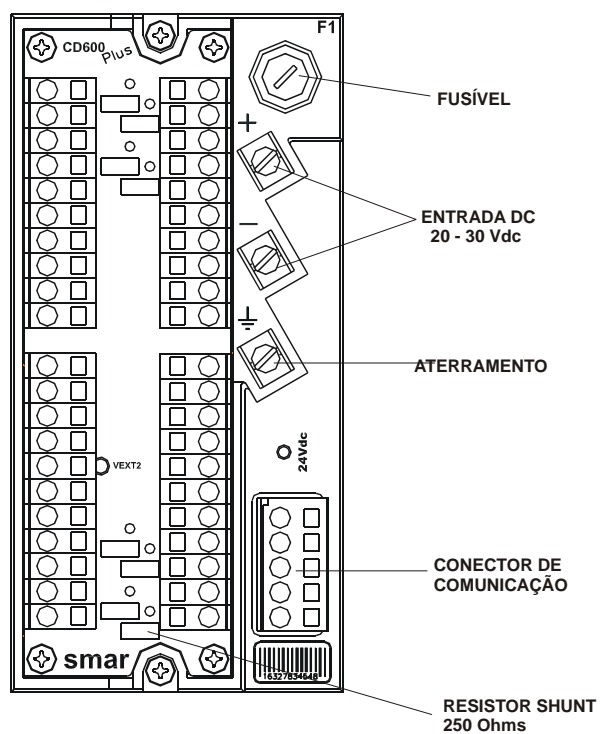 F1
CD600
Plus
FUSÍVEL
+
ENTRADA DC
20 - 30 Vdc
–
ATERRAMENTO
24Vdc
VEXT2
CONECTOR DE
COMUNICAÇÃO
smar
16327834648
RESISTOR SHUNT
250 Ohms